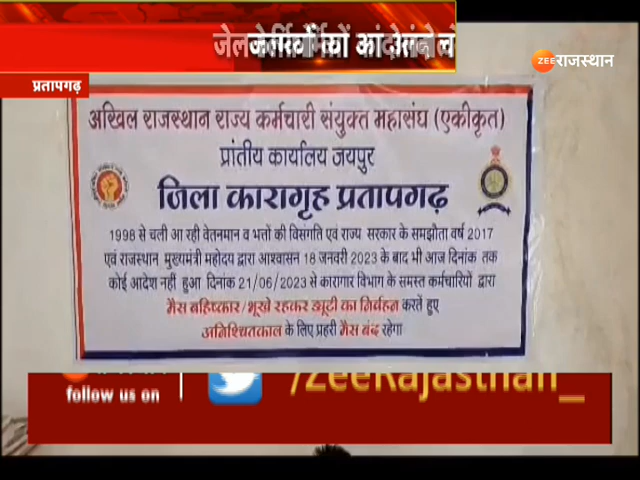 ZEE राजस्थान
प्रतापगढ़
अखिल राजस्थान राज्य कर्मचारी संयुक्त महासंघ (एकीकृत)
प्रांतीय कार्यालय जयपुर
जिला कारागृह प्रतापगढ़
1998 से चली आ रही वेतनमान व भत्तों की विसंगति एवं राज्य सरकार के समझौता वर्ष 2017
एवं राजस्थान मुख्यमंत्री महोदय द्वारा आश्वासन 18 जनवरी 2023 के बाद भी आज दिनांक तक
कोई आदेश नहीं हुआ दिनांक 21/06/2023 से कारागार विभाग के समस्त कर्मचारियों द्वारा
मैस बहिष्कार/भूखे रहकर ड्यूटी का निर्वहन करते हुए
अनिश्चितकाल के लिए प्रहरी मैस बंद रहेगा
follow us on
/ZeeRajasthan_